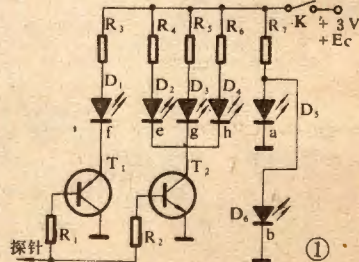 R3 R4 R5 R6 R7 K + 3V
+Ec
D1 D2 D3 D4 D5
f e g h a
T1 T2
D6
b
R1 R2
探针 ①